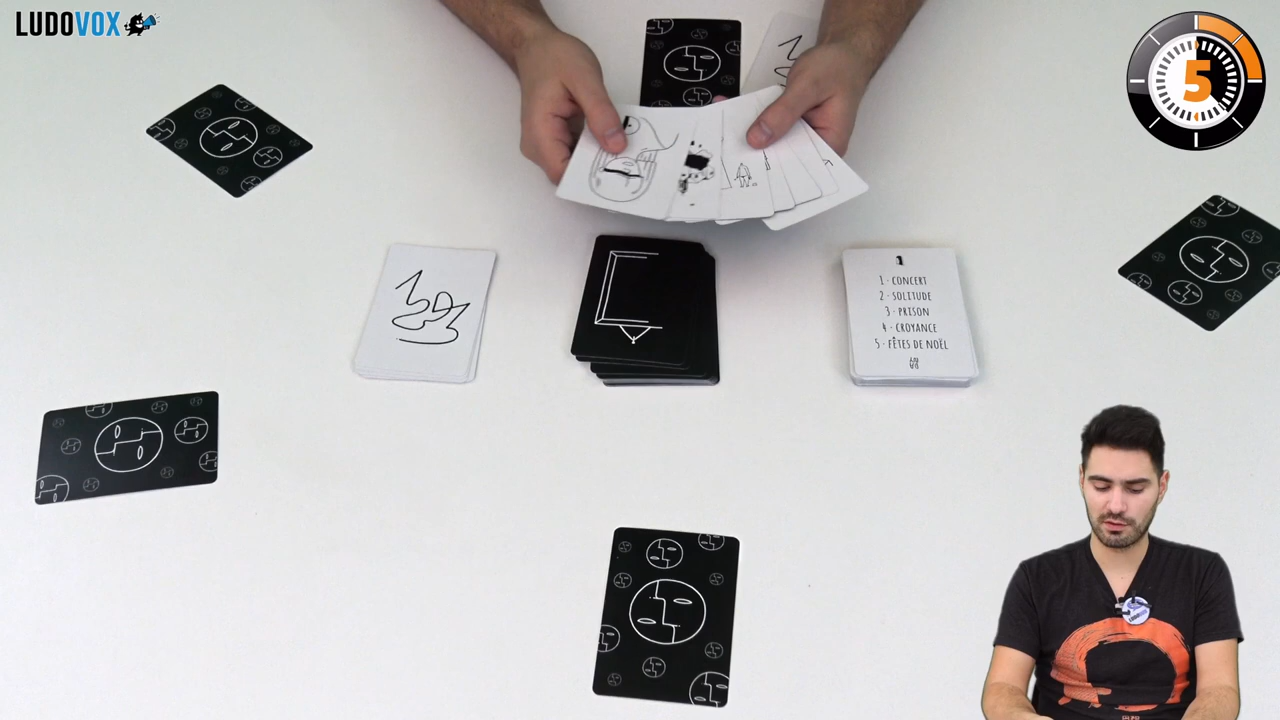 LUDOVOX
5
1
1 · CONCERT
2 · SOLITUDE
3 · PRISON
4 · CROYANCE
5 · FÊTES DE NOËL